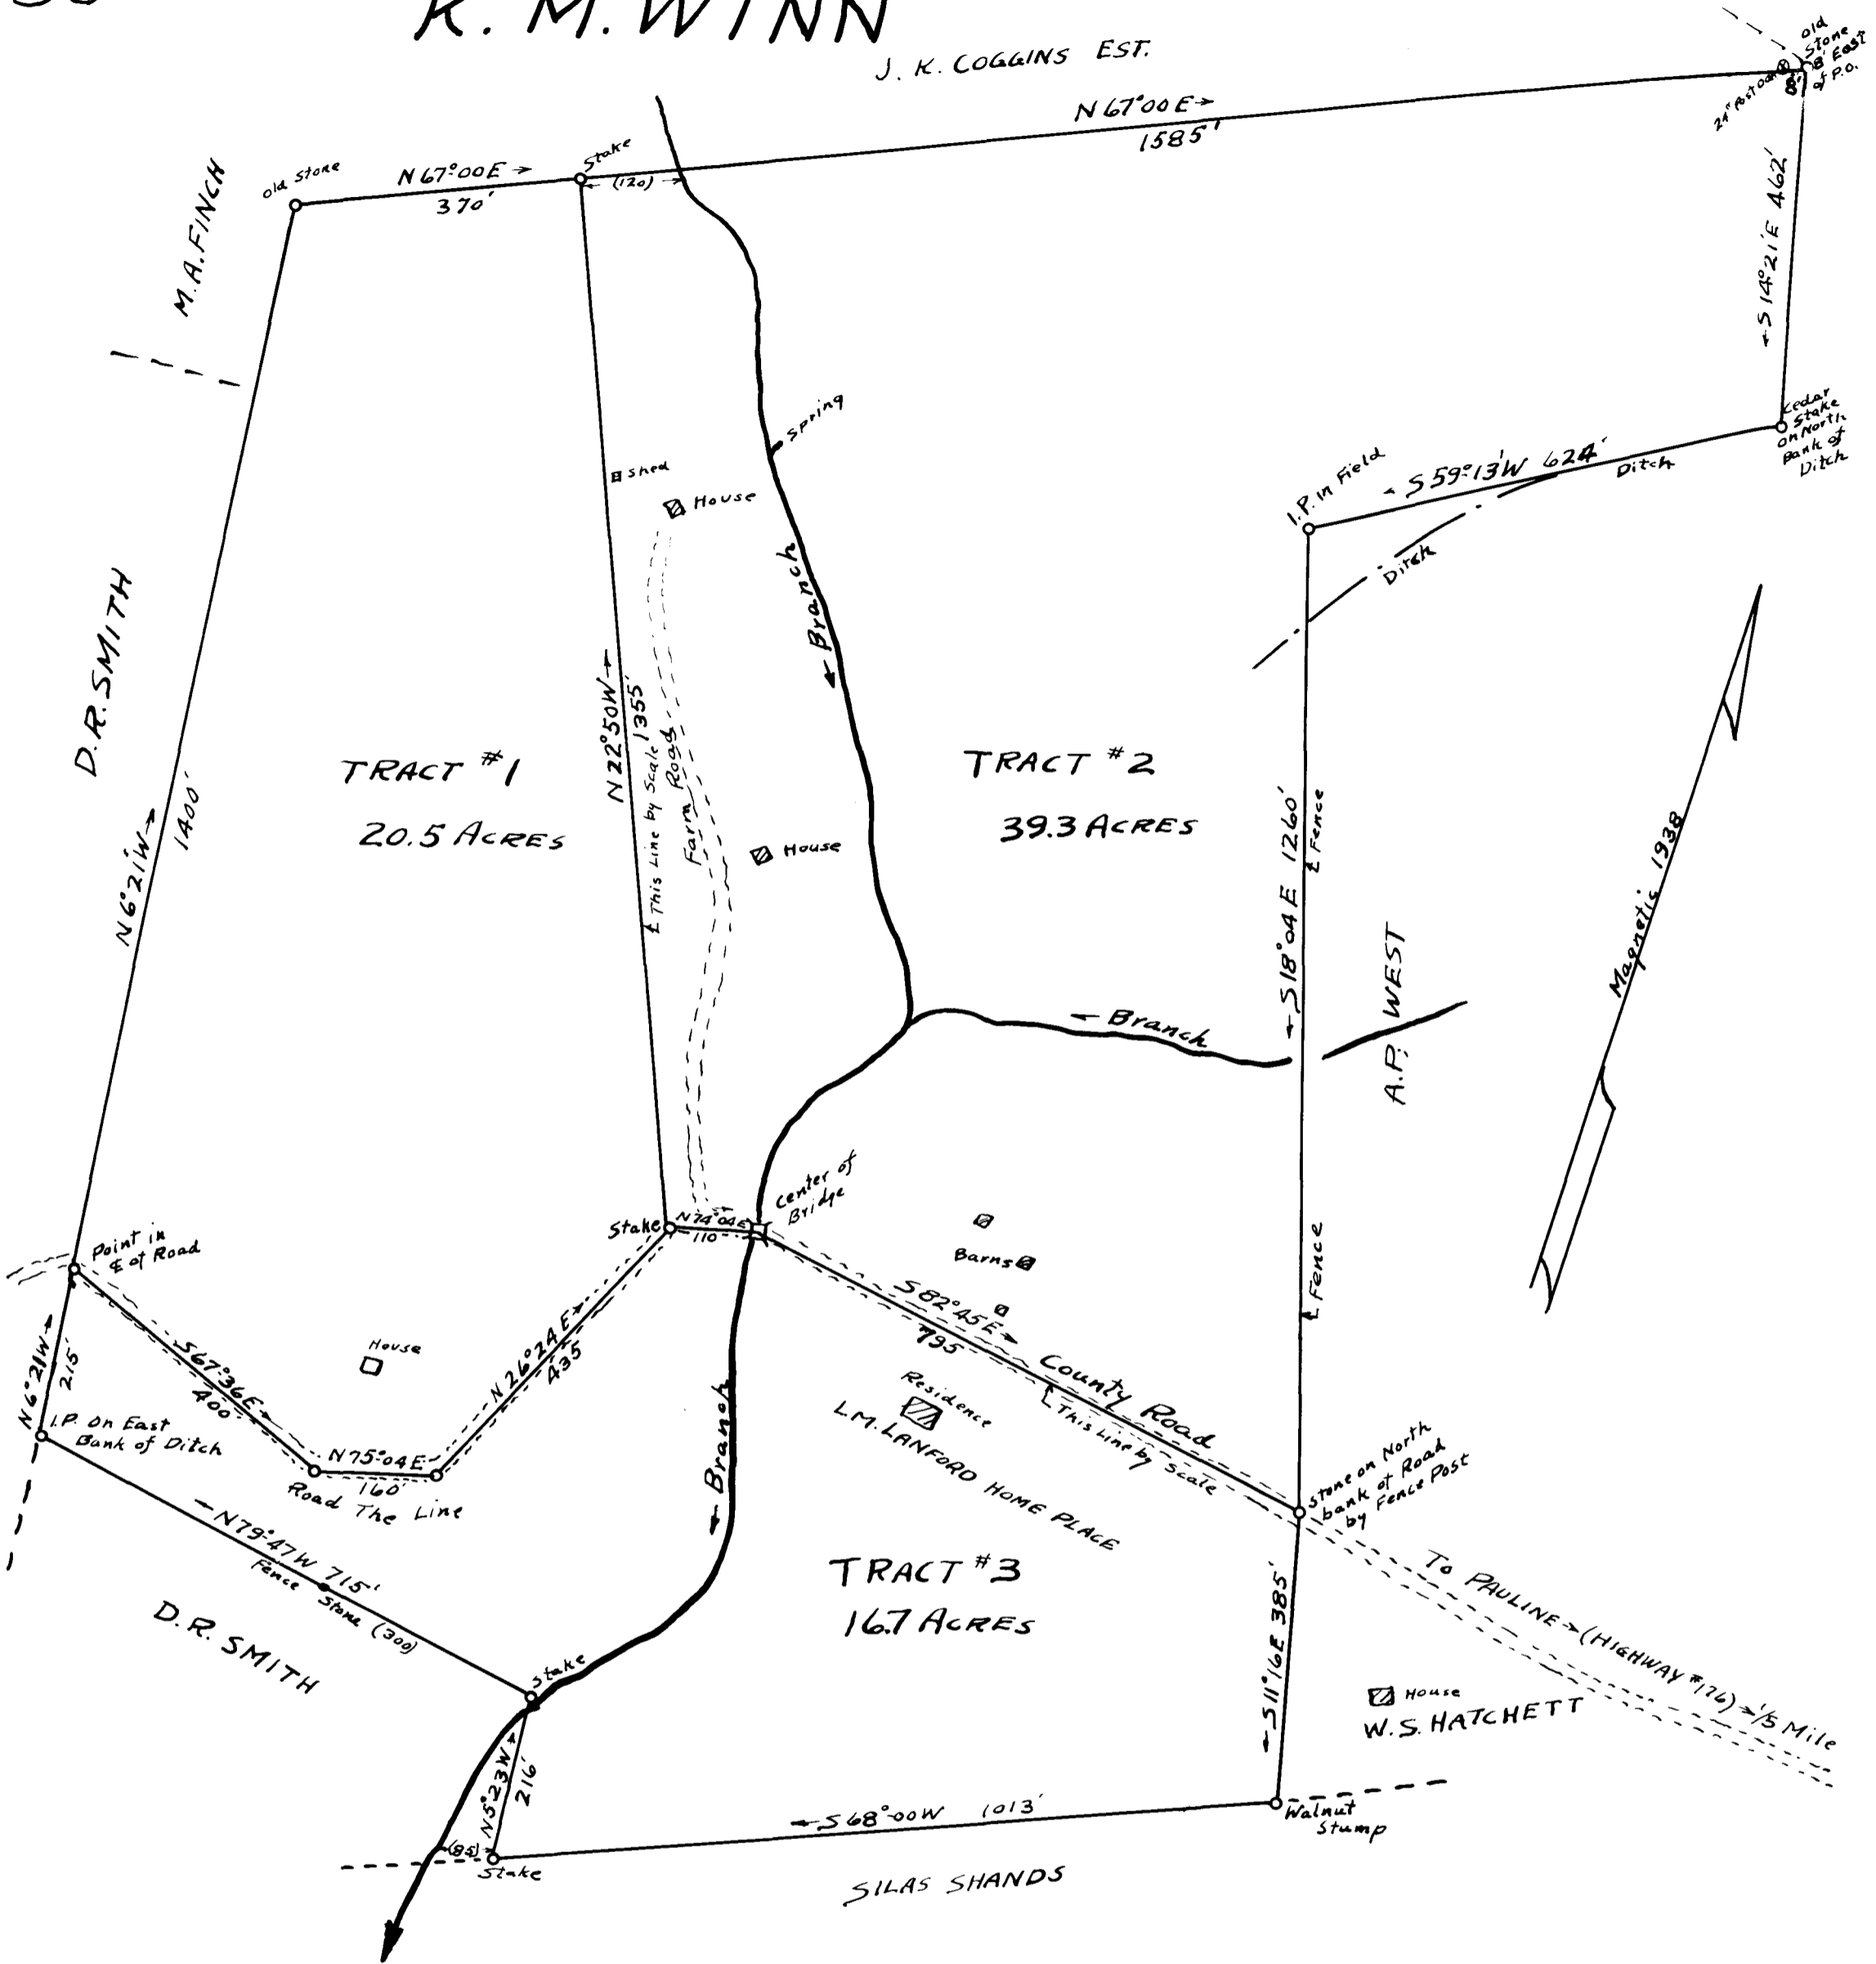 K. M. WINN
J. K. COGGINS EST.
Old
Stone
8' East
of P.O.
24" Post Oak
8'
N 67°00 E →
1585'
Stake
(120)
Old Stone
N 67°00 E →
370'
M.A. FINCH
← S 14°21'E 462'
Cedar
Stake
on North
Bank of
Ditch
Spring
I.P. in Field
← S 59°13'W 624'
Ditch
Ditch
Shed
House
← Branch
D.R. SMITH
N 22°50 W →
This Line by Scale 1355'
Farm Road
TRACT #1
20.5 ACRES
TRACT #2
39.3 ACRES
House
← S 18°04 E 1260'
℄ Fence
Magnetic 1938
N 6°21'W →
1400'
A.P. WEST
← Branch
Center of
Bridge
Stake
N 74°04 E
110
Point in
℄ of Road
Barns
℄ Fence
S 82°45 E →
795
County Road
This Line by Scale
Residence
L.M. LANFORD HOME PLACE
N 6°21 W →
215'
S 67°36 E →
400'
House
N 26°24 E →
435
I.P. on East
Bank of Ditch
N 75°04 E
160'
Road The Line
← Branch
Stone on North
bank of Road
by
Fence Post
← N 79°47 W 715'
Fence
Stone (300)
D.R. SMITH
TRACT #3
16.7 ACRES
To PAULINE → (HIGHWAY #176) → 1/5 Mile
Stake
← S 11°16 E 385'
House
W.S. HATCHETT
N 5°23 W →
216'
← S 68°00 W 1013'
Walnut
Stump
(85)
Stake
SILAS SHANDS